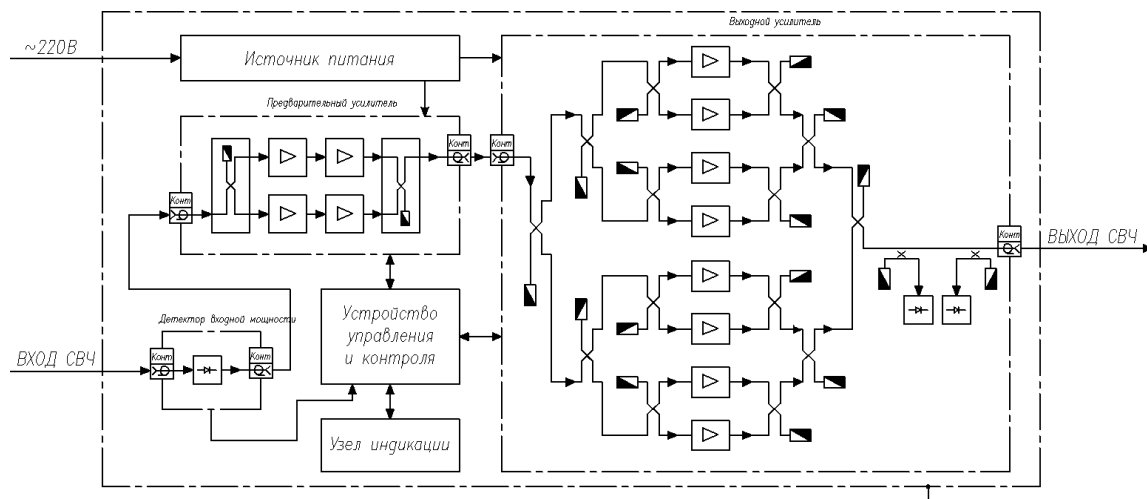 Выходной усилитель
~220В
Источник питания
Предварительный усилитель
Конт
Конт
Конт
Конт
ВЫХОД СВЧ
Устройство
управления
и контроля
Детектор входной мощности
Конт
Конт
ВХОД СВЧ
Узел индикации